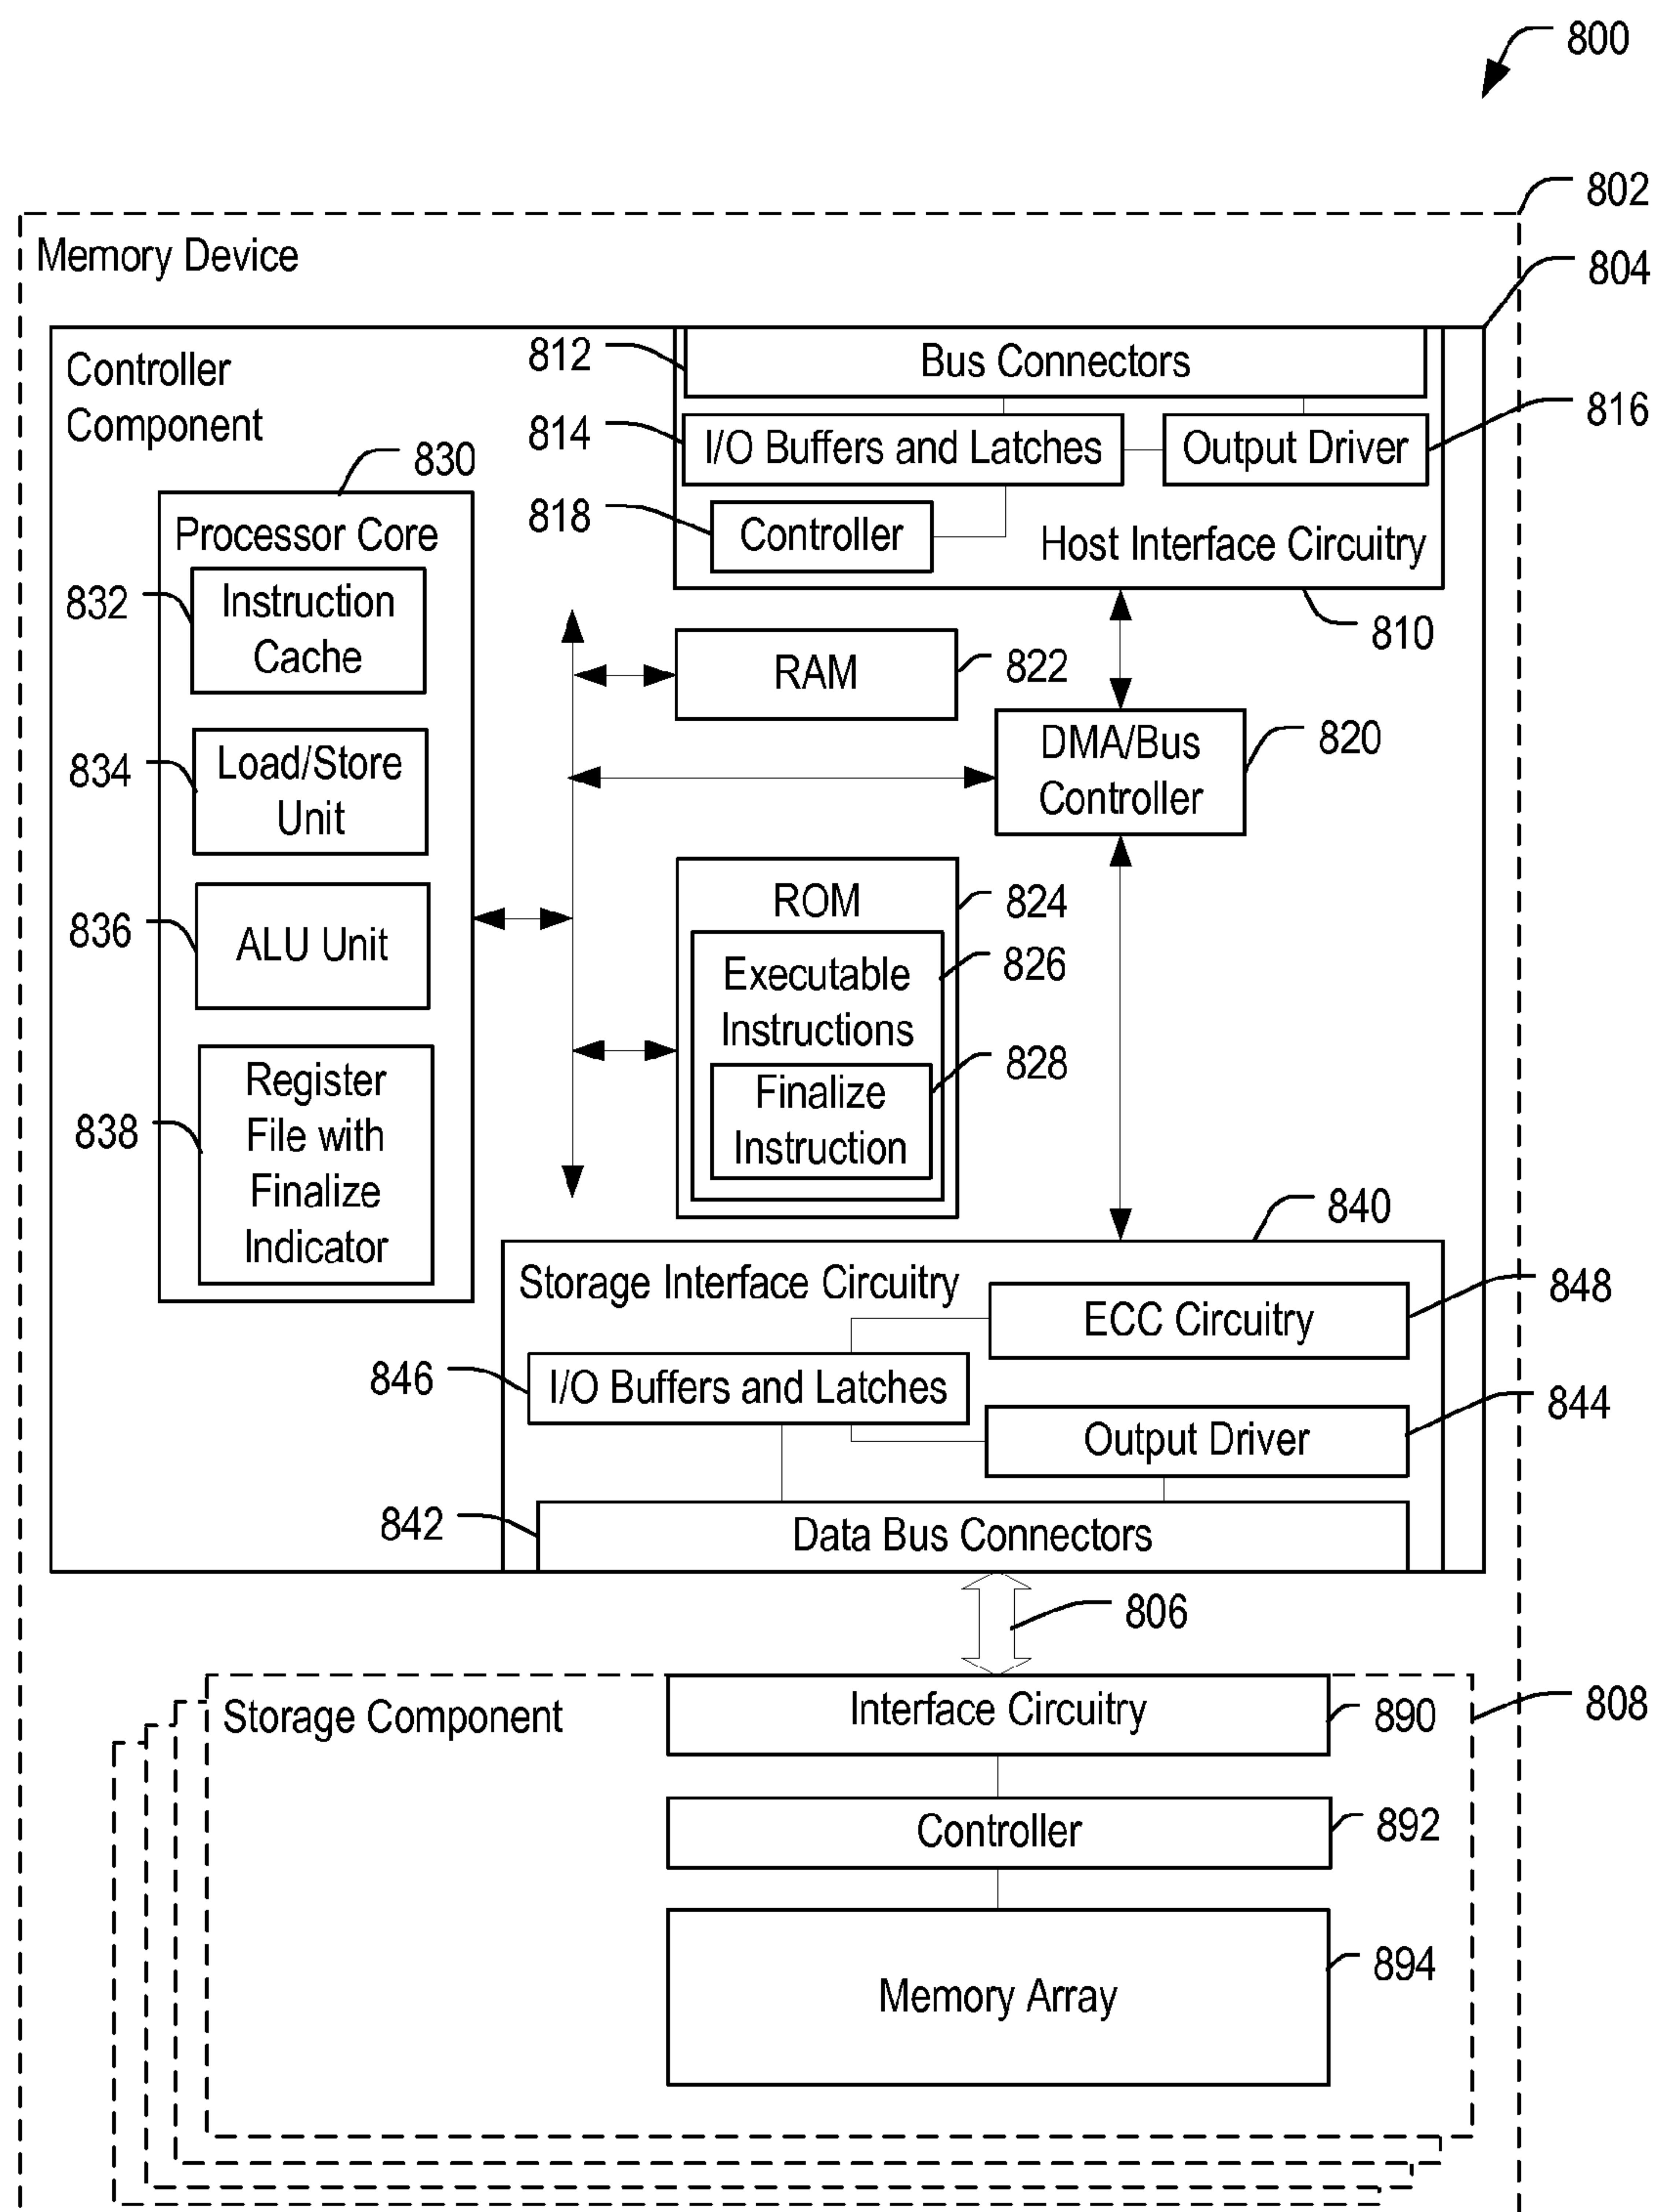 800
802
Memory Device
804
Controller
Component
812
Bus Connectors
816
814
I/O Buffers and Latches
Output Driver
830
818
Controller
Host Interface Circuitry
Processor Core
832
Instruction
Cache
810
RAM
822
834
Load/Store
Unit
DMA/Bus
Controller
820
836
ALU Unit
ROM
824
Executable
Instructions
826
Finalize
Instruction
828
838
Register
File with
Finalize
Indicator
840
Storage Interface Circuitry
848
ECC Circuitry
846
I/O Buffers and Latches
844
Output Driver
842
Data Bus Connectors
806
Storage Component
Interface Circuitry
890
808
Controller
892
Memory Array
894